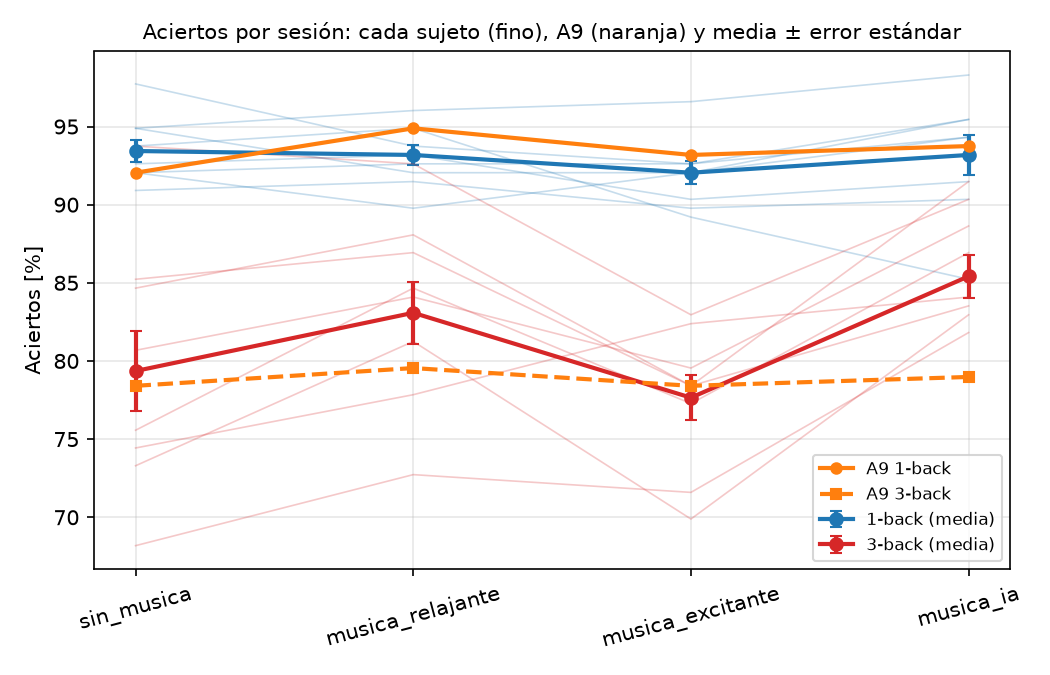 Aciertos por sesión: cada sujeto (fino), A9 (naranja) y media ± error estándar
Aciertos [%]
95
90
85
80
75
70
sin_musica
musica_relajante
musica_excitante
musica_ia
A9 1-back
A9 3-back
1-back (media)
3-back (media)